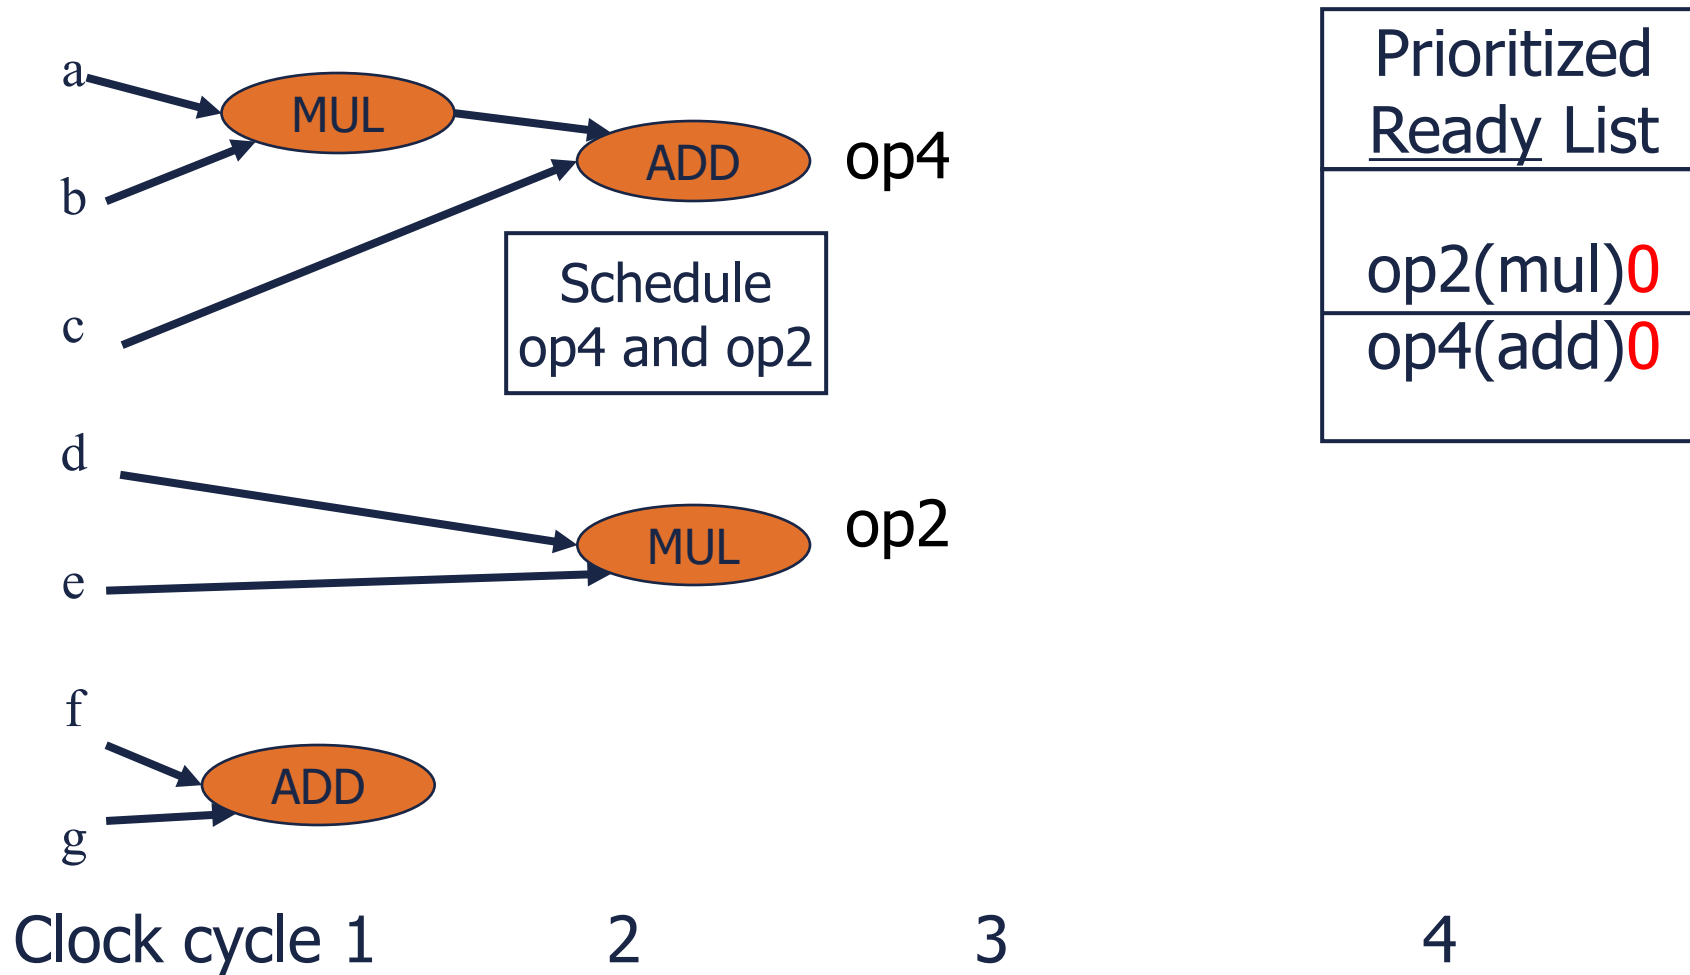 a
MUL
ADD
op4
b
c
Schedule
op4 and op2
d
MUL
op2
e
f
ADD
g
Clock cycle 1
2
3
4
Prioritized
Ready List
op2(mul)0
op4(add)0